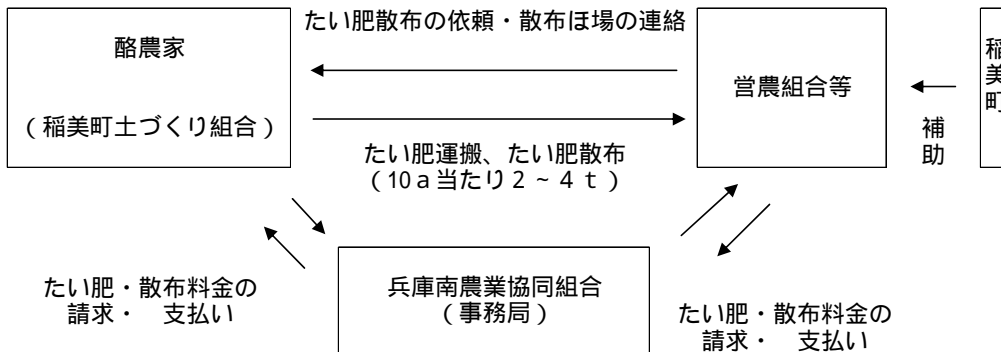 たい肥散布の依頼・散布ほ場の連絡
酪農家
（稲美町土づくり組合）
営農組合等
稲美町
補助
たい肥運搬、たい肥散布
（10ａ当たり２～４ｔ）
たい肥・散布料金の
請求・　支払い
兵庫南農業協同組合
（事務局）
たい肥・散布料金の
請求・　支払い